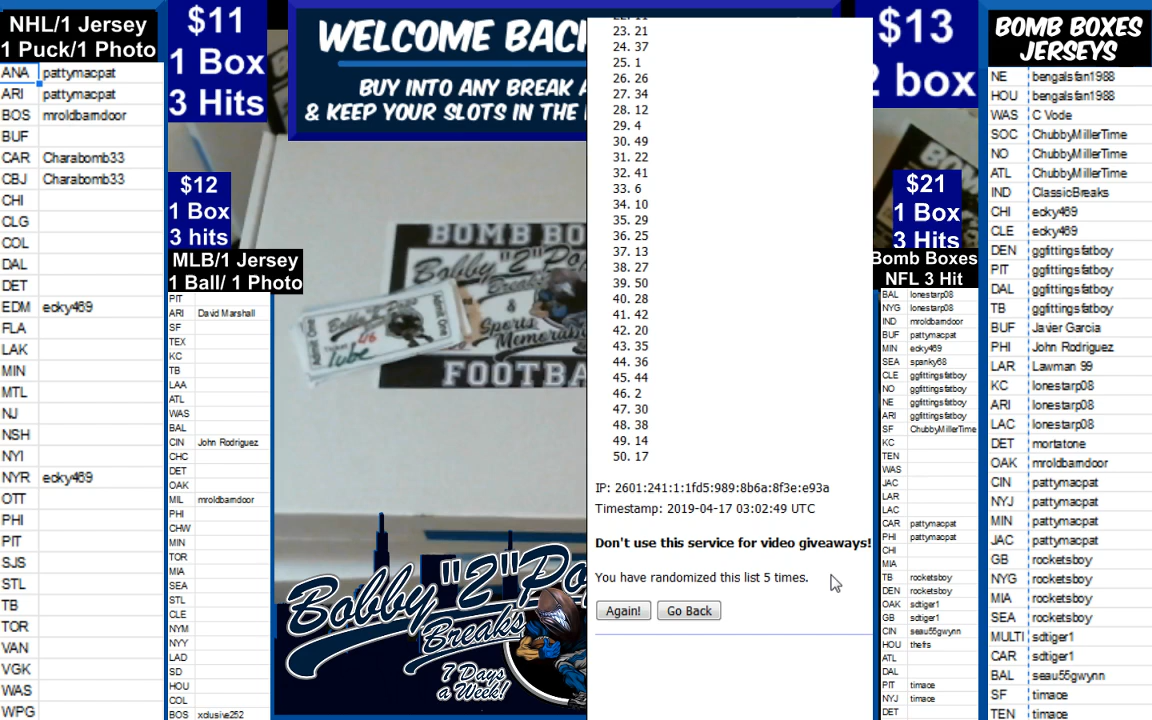 NHL/1 Jersey
1 Puck/1 Photo
ANA pattymacpat
ARI pattymacpat
BOS mroldbarndoor
BUF
CAR Charabomb33
CBJ Charabomb33
CHI
CLG
COL
DAL
DET
EDM ecky469
FLA
LAK
MIN
MTL
NJ
NSH
NYI
NYR ecky469
OTT
PHI
PIT
SJS
STL
TB
TOR
VAN
VGK
WAS
WPG
$11
1 Box
3 Hits
$12
1 Box
3 hits
MLB/1 Jersey
1 Ball/ 1 Photo
PIT
ARI David Marshall
SF
TEX
KC
TB
LAA
ATL
WAS
BAL
CIN John Rodriguez
CHC
DET
OAK
MIL mroldbarndoor
PHI
CHW
MIN
TOR
MIA
SEA
STL
CLE
NYM
NYY
LAD
SD
HOU
COL
BOS xclusive252
WELCOME BAC
BUY INTO ANY BREAK A
& KEEP YOUR SLOTS IN THE
BOMB BO
Bobby "2"
Breaks
&
Sports
Memorab
FOOTBA
Admit One
Ticket
Admit One
Bobby "2" Po
Breaks
7 Days
a Week!
23. 21
24. 37
25. 1
26. 26
27. 34
28. 12
29. 4
30. 49
31. 22
32. 41
33. 6
34. 10
35. 29
36. 25
37. 13
38. 27
39. 50
40. 28
41. 42
42. 20
43. 35
44. 36
45. 44
46. 2
47. 30
48. 38
49. 14
50. 17
IP: 2601:241:1:1fd5:989:8b6a:8f3e:e93a
Timestamp: 2019-04-17 03:02:49 UTC
Don't use this service for video giveaways!
You have randomized this list 5 times.
Again! Go Back
$13
2 box
$21
1 Box
3 Hits
Bomb Boxes
NFL 3 Hit
BAL lonestarp08
NYG lonestarp08
IND mroldbarndoor
BUF pattymacpat
MIN ecky469
SEA spanky68
CLE ggfittingsfatboy
NO ggfittingsfatboy
NE ggfittingsfatboy
ARI ggfittingsfatboy
SF ChubbyMillerTime
KC
TEN
WAS
JAC
LAR
LAC
CAR pattymacpat
PHI pattymacpat
CHI
MIA
TB rocketsboy
DEN rocketsboy
OAK sdtiger1
GB sdtiger1
CIN seau55gwynn
HOU thefrs
ATL
DAL
PIT timace
NYJ timace
DET
BOMB BOXES
JERSEYS
NE bengalsfan1988
HOU bengalsfan1988
WAS C Vode
SOC ChubbyMillerTime
NO ChubbyMillerTime
ATL ChubbyMillerTime
IND ClassicBreaks
CHI ecky469
CLE ecky469
DEN ggfittingsfatboy
PIT ggfittingsfatboy
DAL ggfittingsfatboy
TB ggfittingsfatboy
BUF Javier Garcia
PHI John Rodriguez
LAR Lawman 99
KC lonestarp08
ARI lonestarp08
LAC lonestarp08
DET mortatone
OAK mroldbarndoor
CIN pattymacpat
NYJ pattymacpat
MIN pattymacpat
JAC pattymacpat
GB rocketsboy
NYG rocketsboy
MIA rocketsboy
SEA rocketsboy
MULTI sdtiger1
CAR sdtiger1
BAL seau55gwynn
SF timace
TEN timace